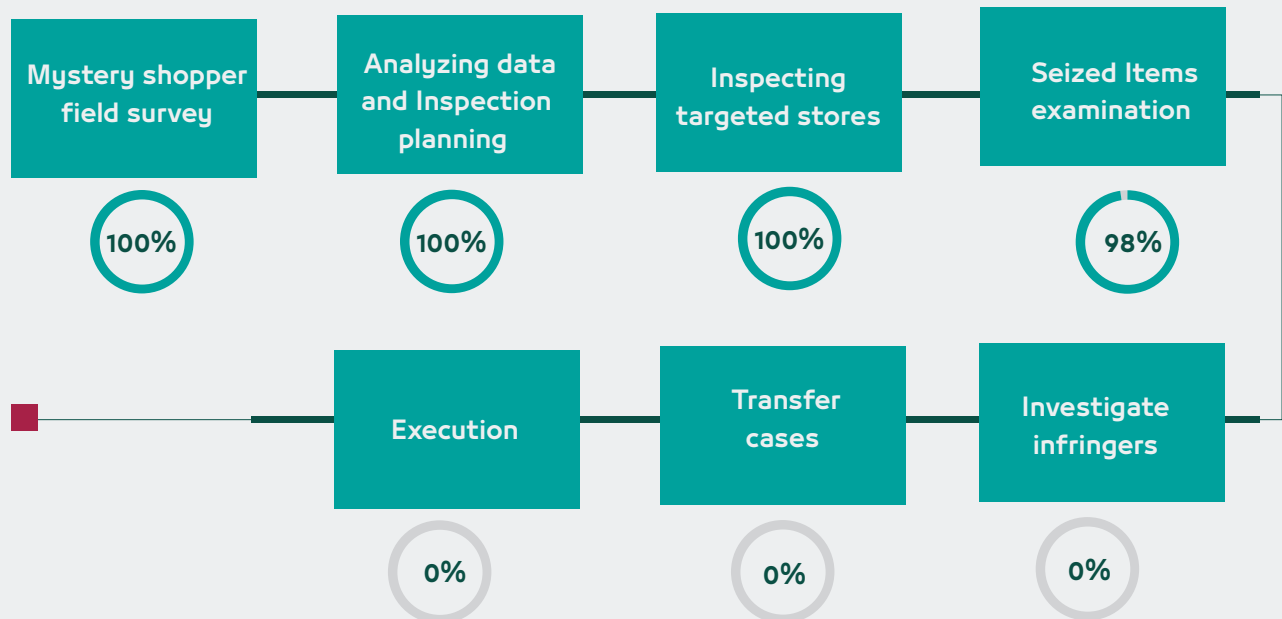 Mystery shopper
field survey
Analyzing data
and Inspection
planning
Inspecting
targeted stores
Seized Items
examination
100%
100%
100%
98%
Investigate
infringers
Transfer
cases
Execution
0%
0%
0%